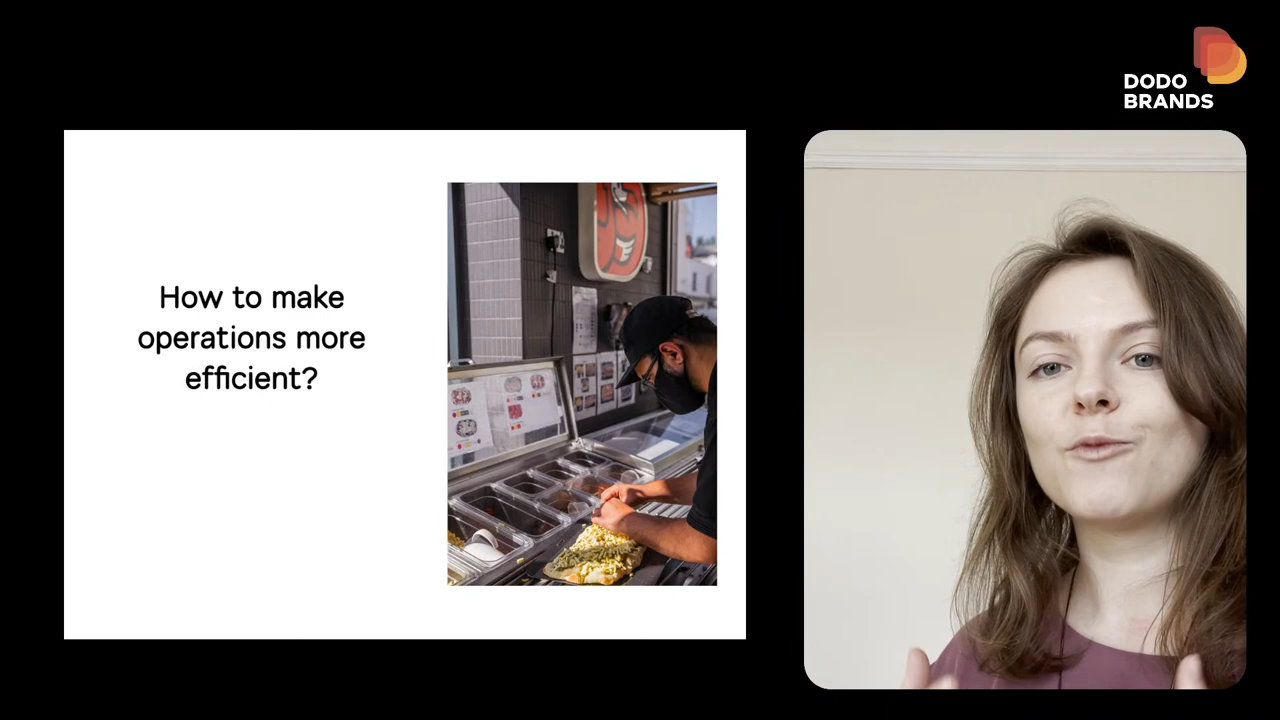 DODO
BRANDS
How to make
operations more
efficient?